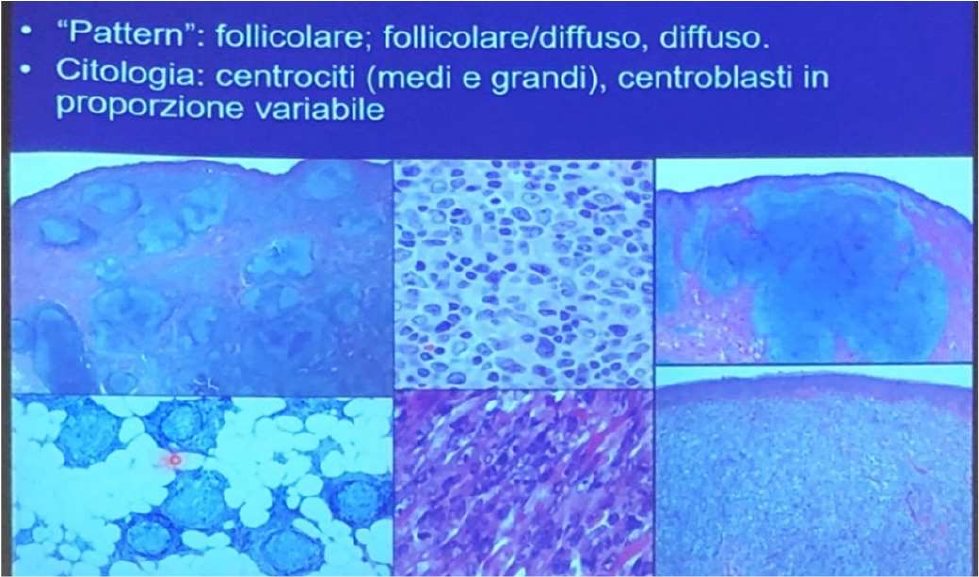 • “Pattern”: follicolare; follicolare/diffuso, diffuso.
• Citologia: centrociti (medi e grandi), centroblasti in
proporzione variabile